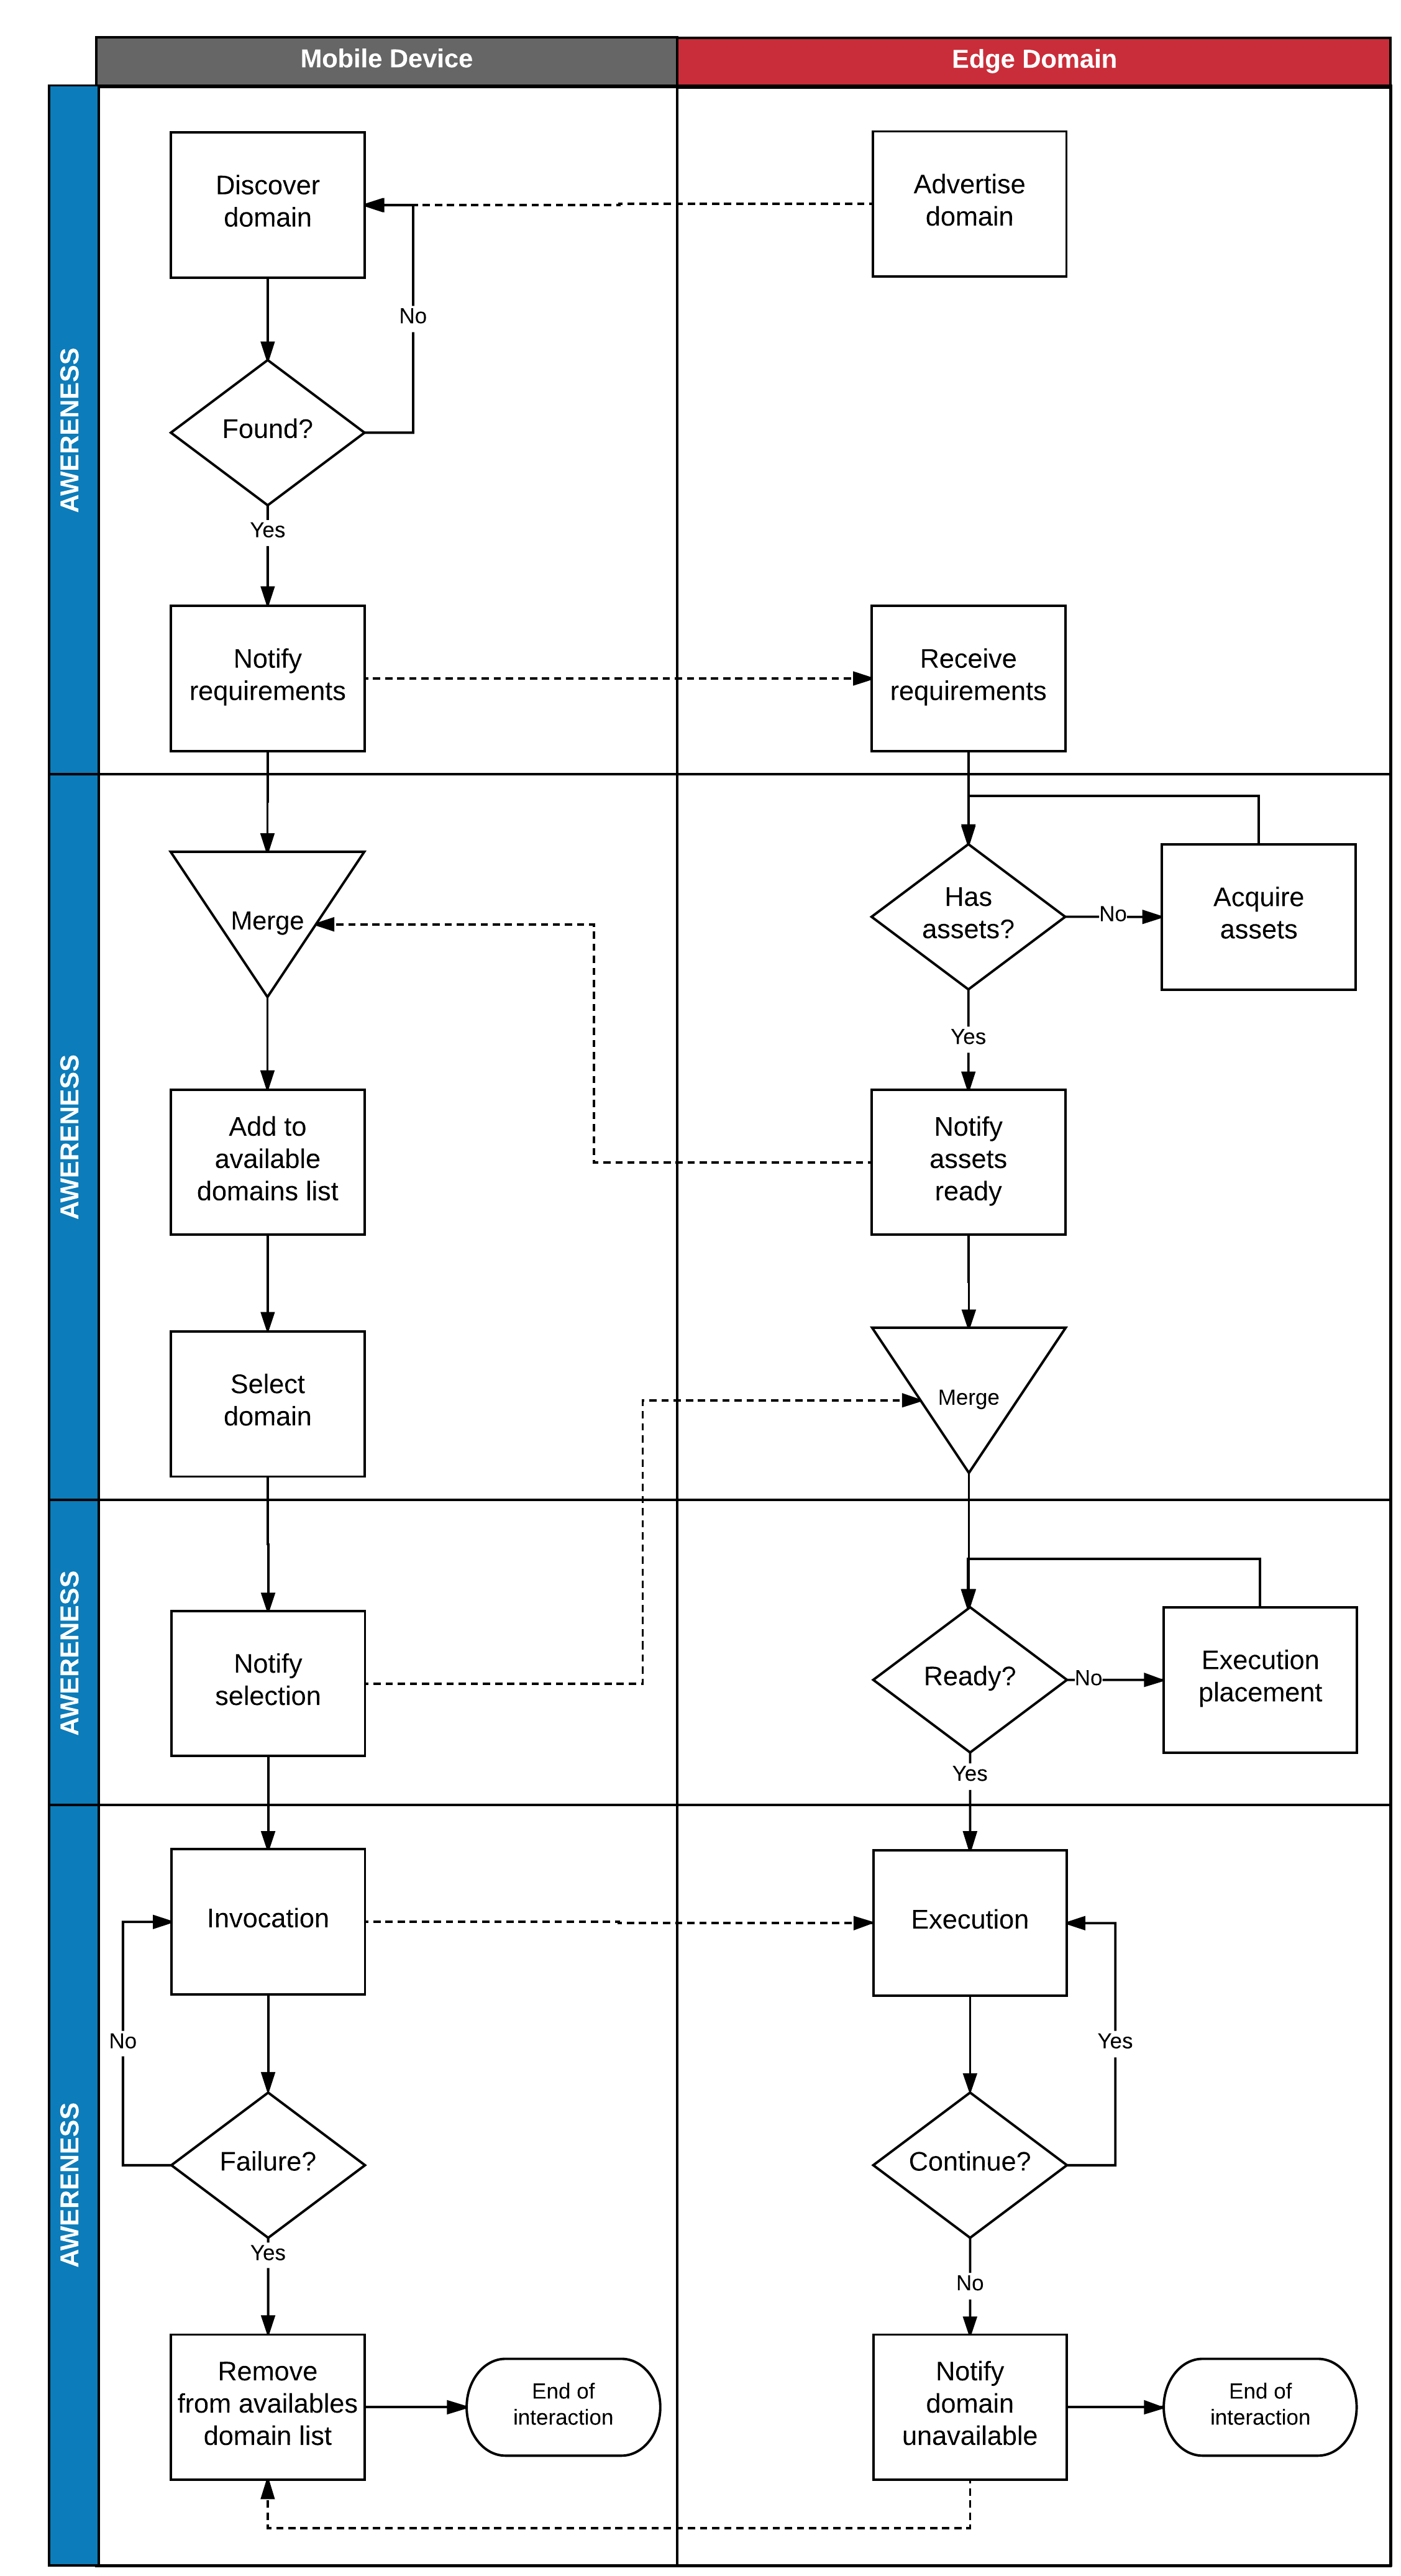 Mobile Device
Edge Domain
AWERENESS
Discover
domain
Advertise
domain
No
Found?
Yes
Notify
requirements
Receive
requirements
AWERENESS
Merge
Has
assets?
No
Acquire
assets
Yes
Add to
available
domains list
Notify
assets
ready
Select
domain
Merge
AWERENESS
Notify
selection
Ready?
No
Execution
placement
Yes
AWERENESS
Invocation
Execution
No
Yes
Failure?
Continue?
Yes
No
Remove
from availables
domain list
End of
interaction
Notify
domain
unavailable
End of
interaction